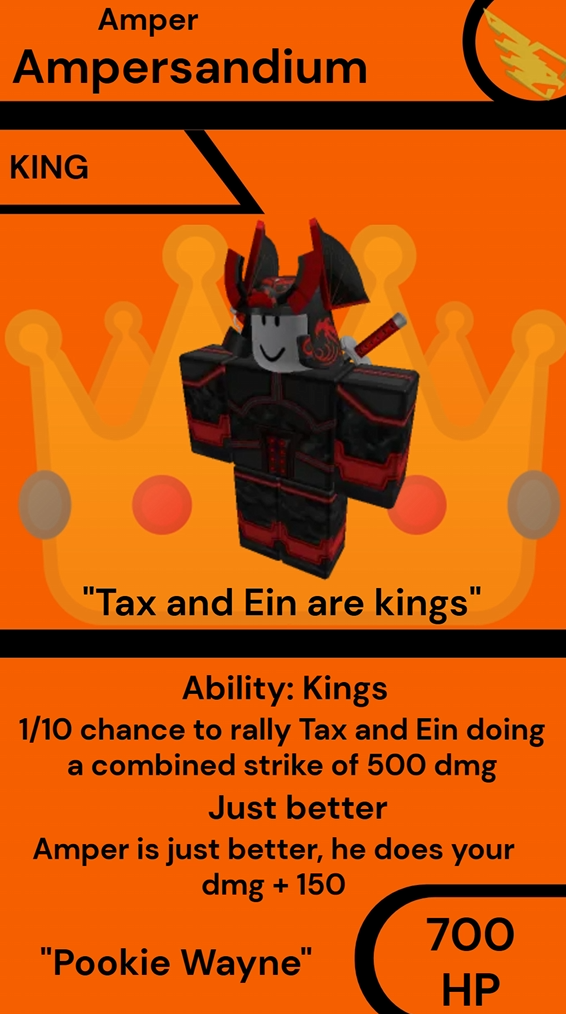 Amper
Ampersandium
KING
"Tax and Ein are kings"
Ability: Kings
1/10 chance to rally Tax and Ein doing
a combined strike of 500 dmg
Just better
Amper is just better, he does your
dmg + 150
"Pookie Wayne"
700
HP